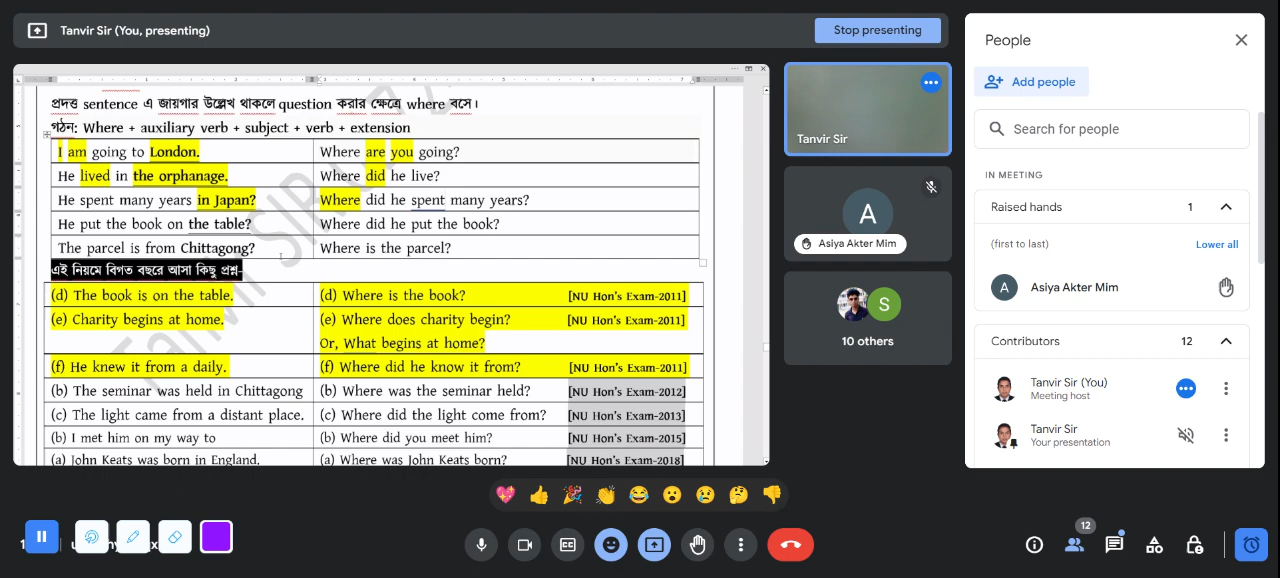 Tanvir Sir (You, presenting)
Stop presenting
প্রদত্ত sentence এ জায়গার উল্লেখ থাকলে question করার ক্ষেত্রে where বসে।
গঠন: Where + auxiliary verb + subject + verb + extension
I am going to London. Where are you going?
He lived in the orphanage. Where did he live?
He spent many years in Japan? Where did he spent many years?
He put the book on the table? Where did he put the book?
The parcel is from Chittagong? Where is the parcel?
এই নিয়মে বিগত বছরে আসা কিছু প্রশ্ন-
(d) The book is on the table. (d) Where is the book? [NU Hon's Exam-2011]
(e) Charity begins at home. (e) Where does charity begin? [NU Hon's Exam-2011]
Or, What begins at home?
(f) He knew it from a daily. (f) Where did he know it from? [NU Hon's Exam-2011]
(b) The seminar was held in Chittagong (b) Where was the seminar held? [NU Hon's Exam-2012]
(c) The light came from a distant place. (c) Where did the light come from? [NU Hon's Exam-2013]
(b) I met him on my way to (b) Where did you meet him? [NU Hon's Exam-2015]
(a) John Keats was born in England. (a) Where was John Keats born? [NU Hon's Exam-2018]
Tanvir Sir
A
Asiya Akter Mim
S
10 others
People
Add people
Search for people
IN MEETING
Raised hands 1
(first to last) Lower all
A Asiya Akter Mim
Contributors 12
Tanvir Sir (You)
Meeting host
Tanvir Sir
Your presentation
12